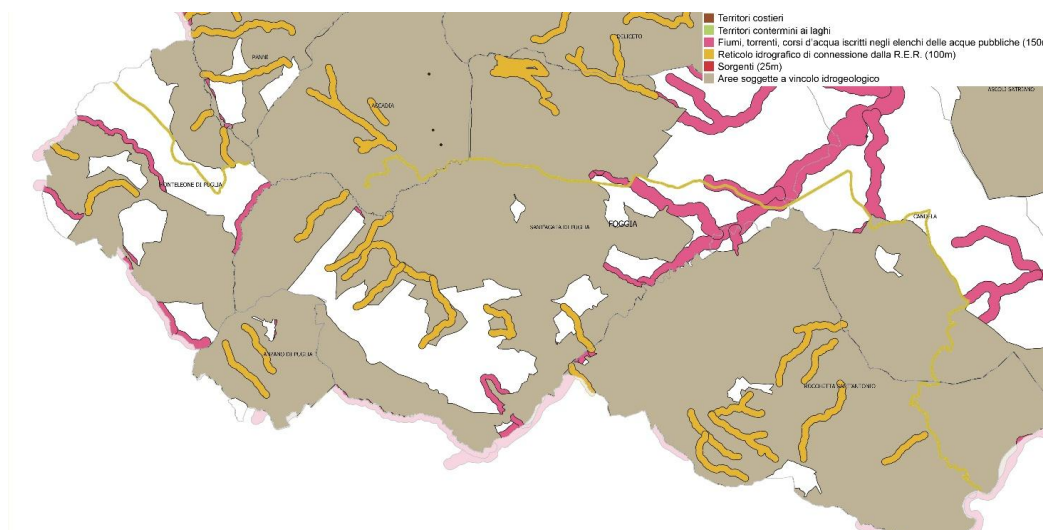 Territori costieri
Territori contermini ai laghi
Fiumi, torrenti, corsi d'acqua iscritti negli elenchi delle acque pubbliche (150m
Reticolo idrografico di connessione dalla R.E.R. (100m)
Sorgenti (25m)
Aree soggette a vincolo idrogeologico
DELICETO
PANNI
ASCOLI SATRIANO
ACCADIA
MONTELEONE DI PUGLIA
CANDELA
SANT'AGATA DI PUGLIA
FOGGIA
ANZANO DI PUGLIA
ROCCHETTA SANT'ANTONIO